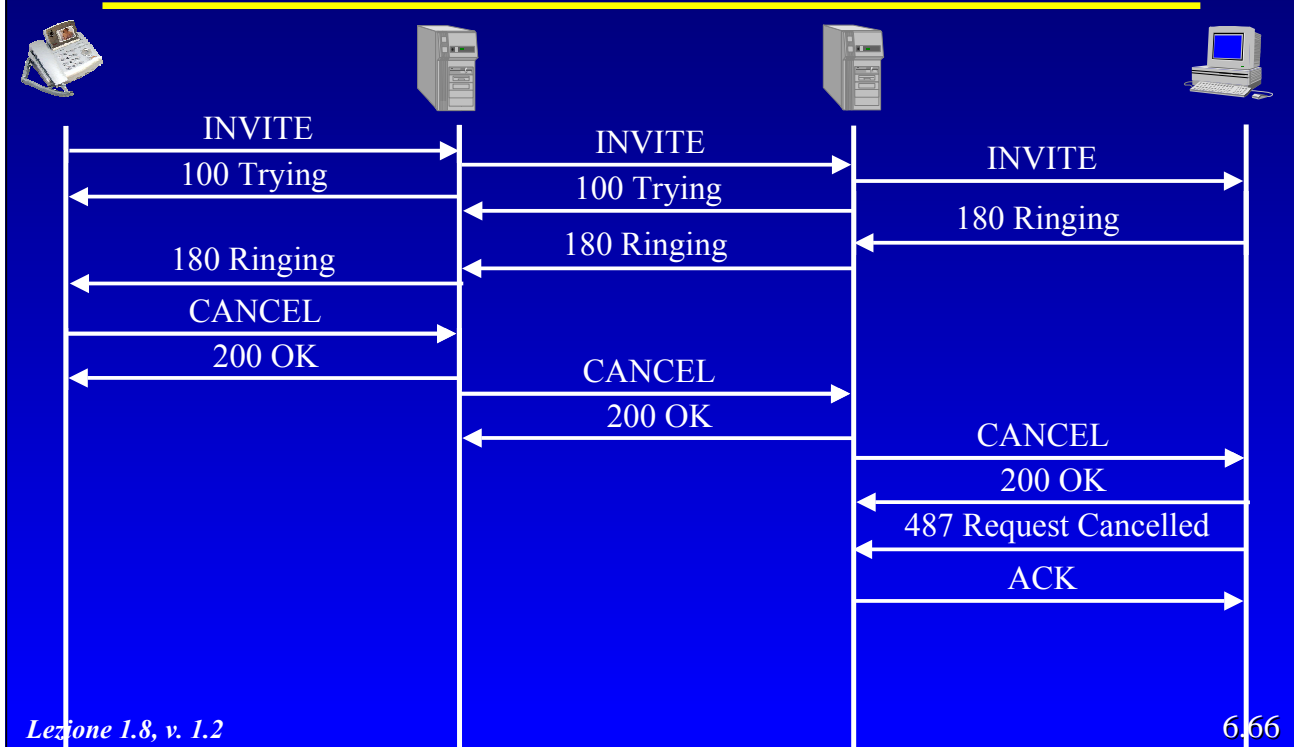 INVITE
INVITE
INVITE
100 Trying
100 Trying
180 Ringing
180 Ringing
180 Ringing
CANCEL
200 OK
CANCEL
200 OK
CANCEL
200 OK
487 Request Cancelled
ACK
Lezione 1.8, v. 1.2
6.66